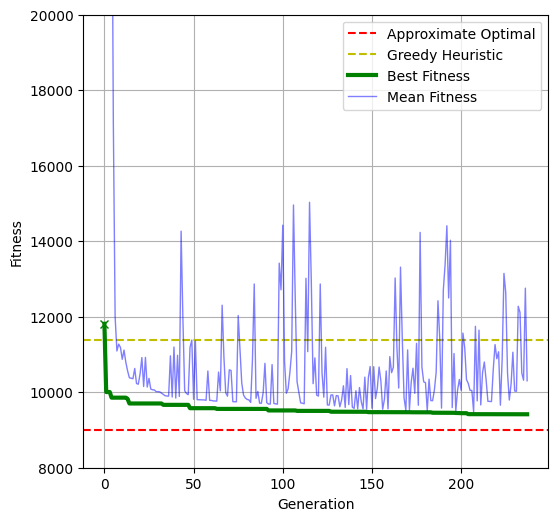 20000
18000
16000
14000
12000
10000
8000
Fitness
Approximate Optimal
Greedy Heuristic
Best Fitness
Mean Fitness
0 50 100 150 200
Generation